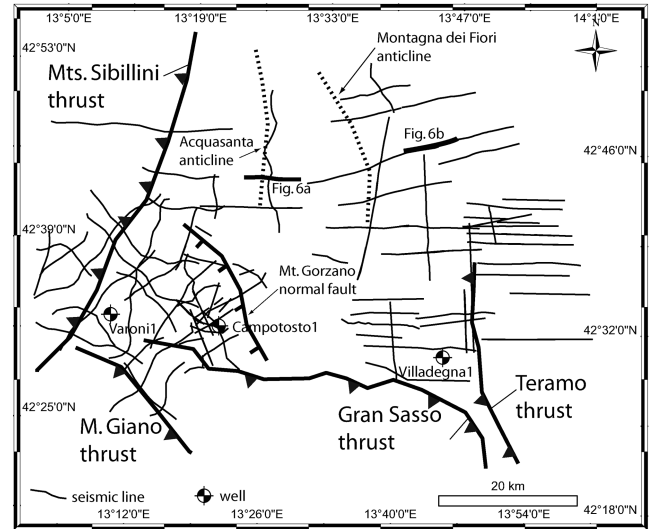 13°5'0"E 13°19'0"E 13°33'0"E 13°47'0"E 14°1'0"E
42°53'0"N
N
Montagna dei Fiori
anticline
Mts. Sibillini
thrust
Acquasanta
anticline
Fig. 6b
42°46'0"N
Fig. 6a
42°39'0"N
Mt. Gorzano
normal fault
Varoni1
Campotosto1
42°32'0"N
Villadegna1
Teramo
thrust
42°25'0"N
M. Giano
thrust
Gran Sasso
thrust
seismic line
well
20 km
42°18'0"N
13°12'0"E 13°26'0"E 13°40'0"E 13°54'0"E